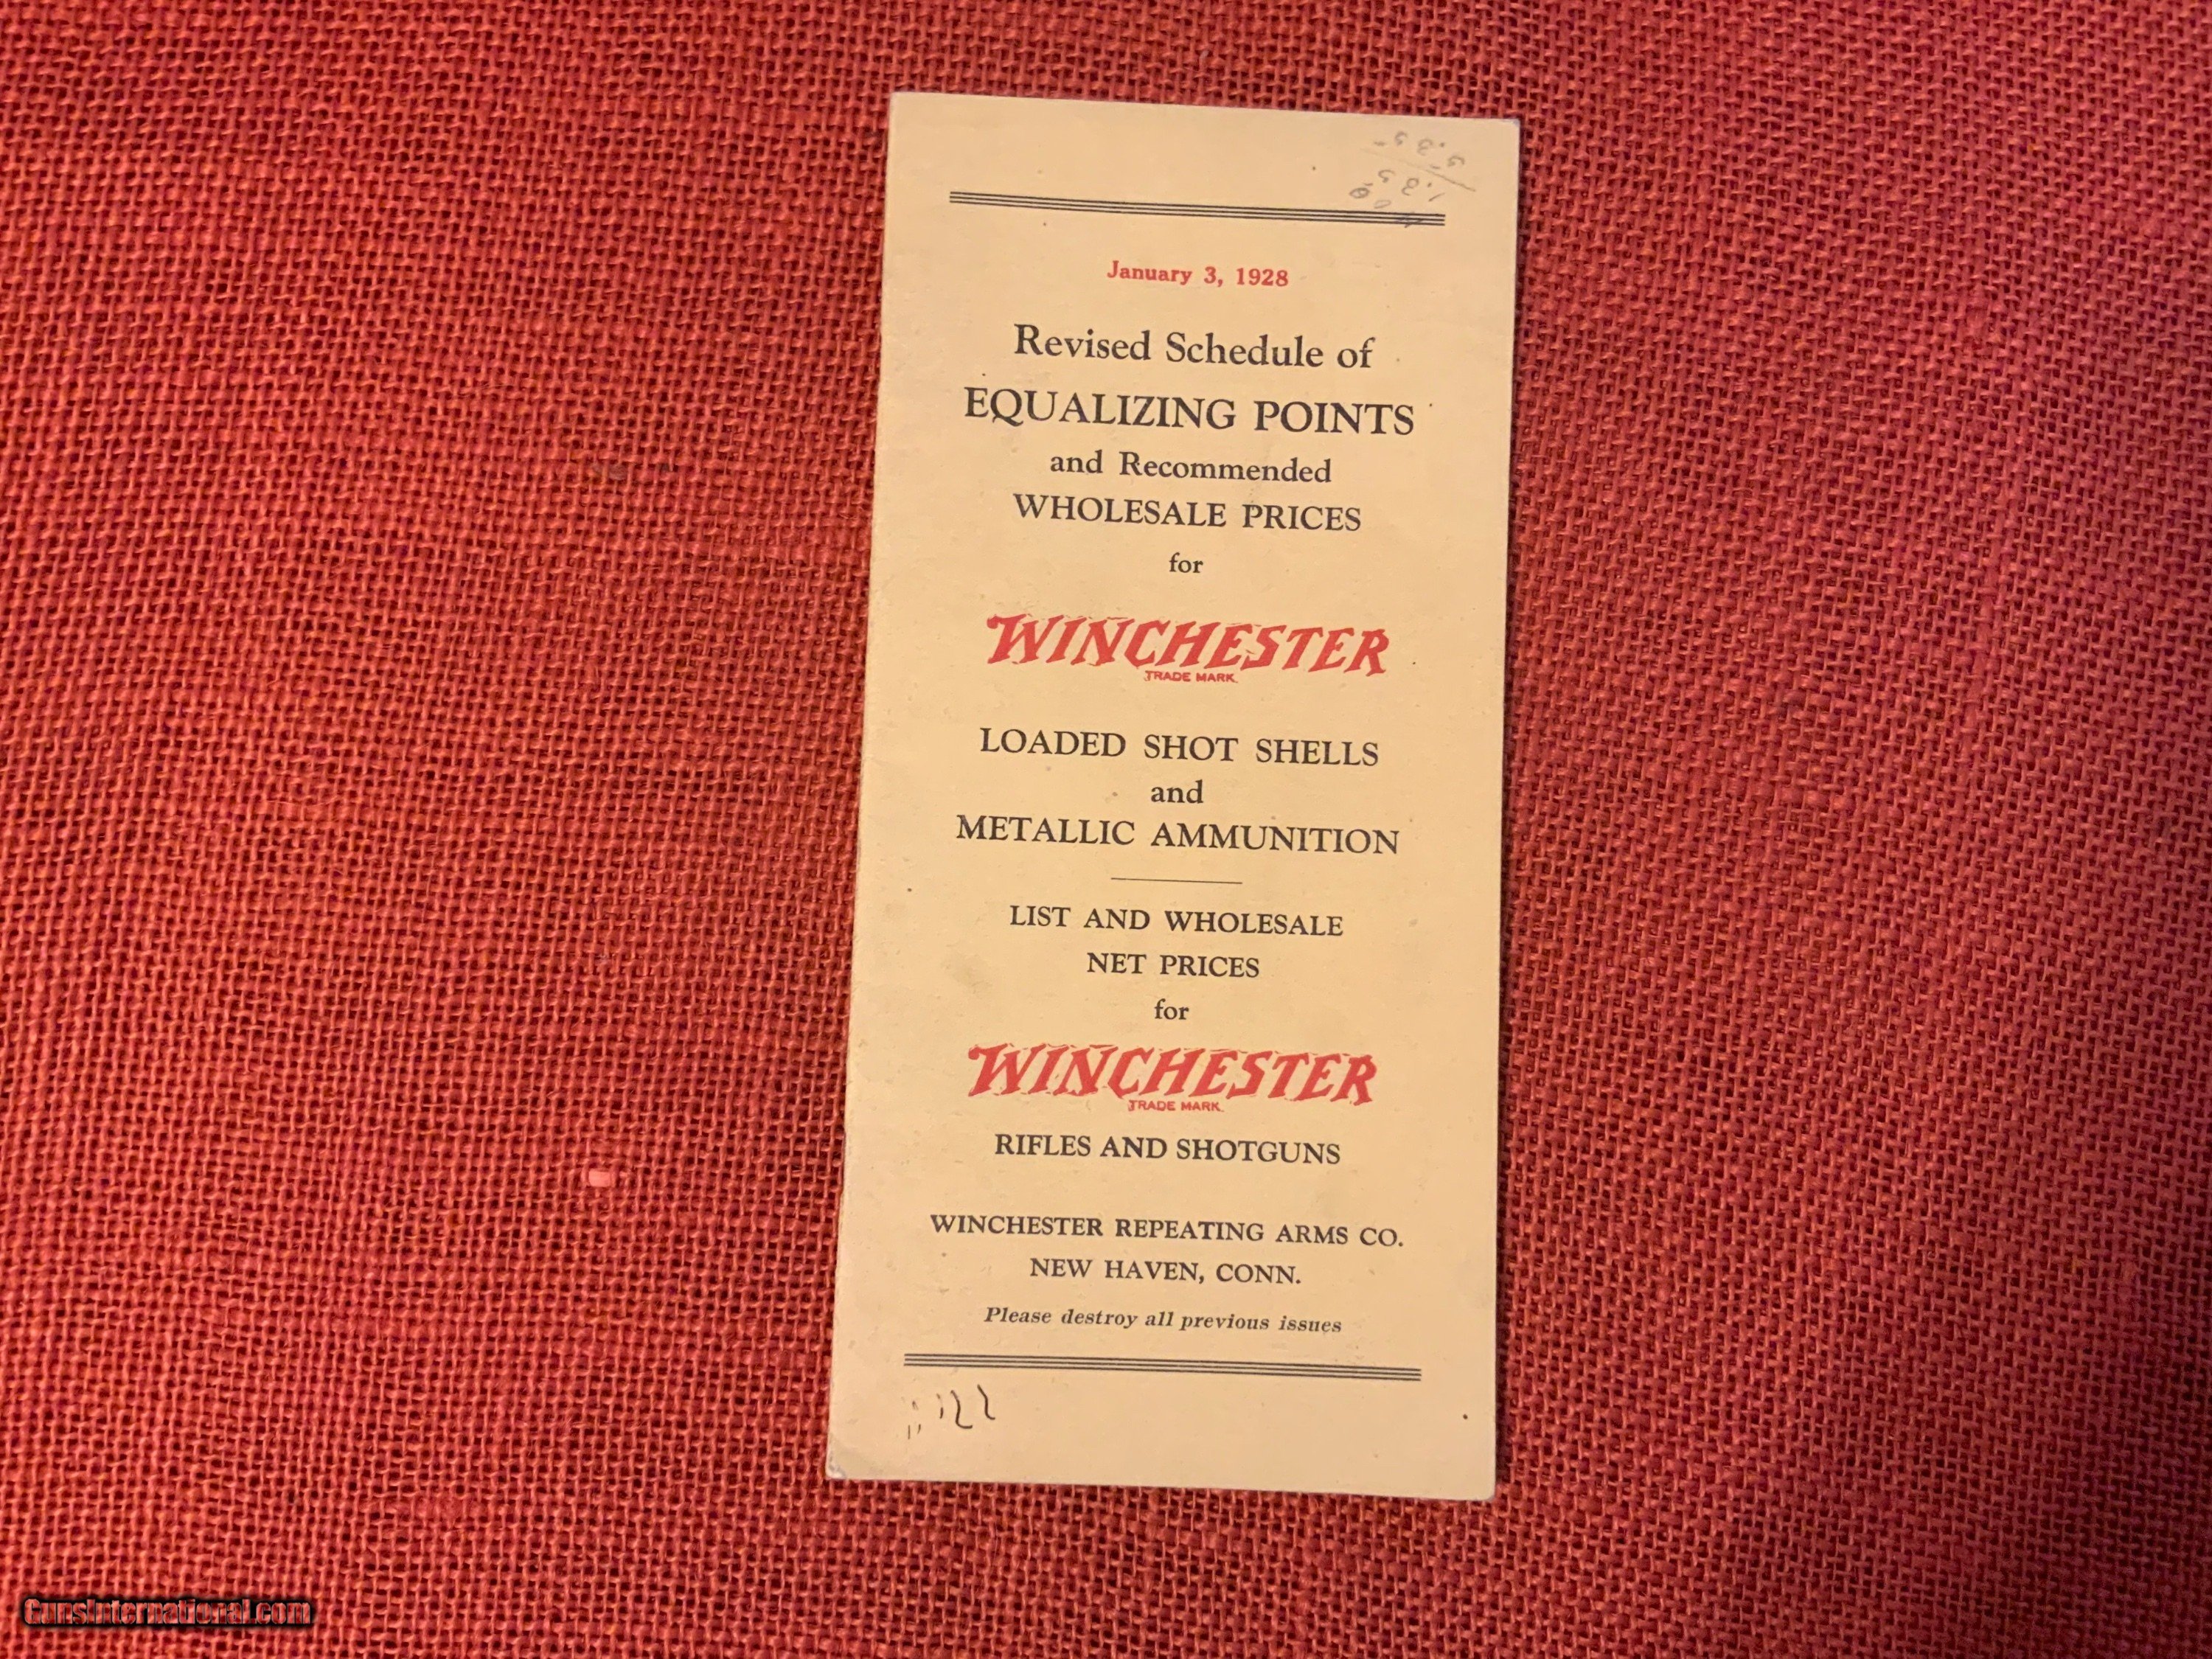 January 3, 1928
Revised Schedule of
EQUALIZING POINTS
and Recommended
WHOLESALE PRICES
for
WINCHESTER
TRADE MARK
LOADED SHOT SHELLS
and
METALLIC AMMUNITION
LIST AND WHOLESALE
NET PRICES
for
WINCHESTER
TRADE MARK
RIFLES AND SHOTGUNS
WINCHESTER REPEATING ARMS CO.
NEW HAVEN, CONN.
Please destroy all previous issues
GunsInternational.com